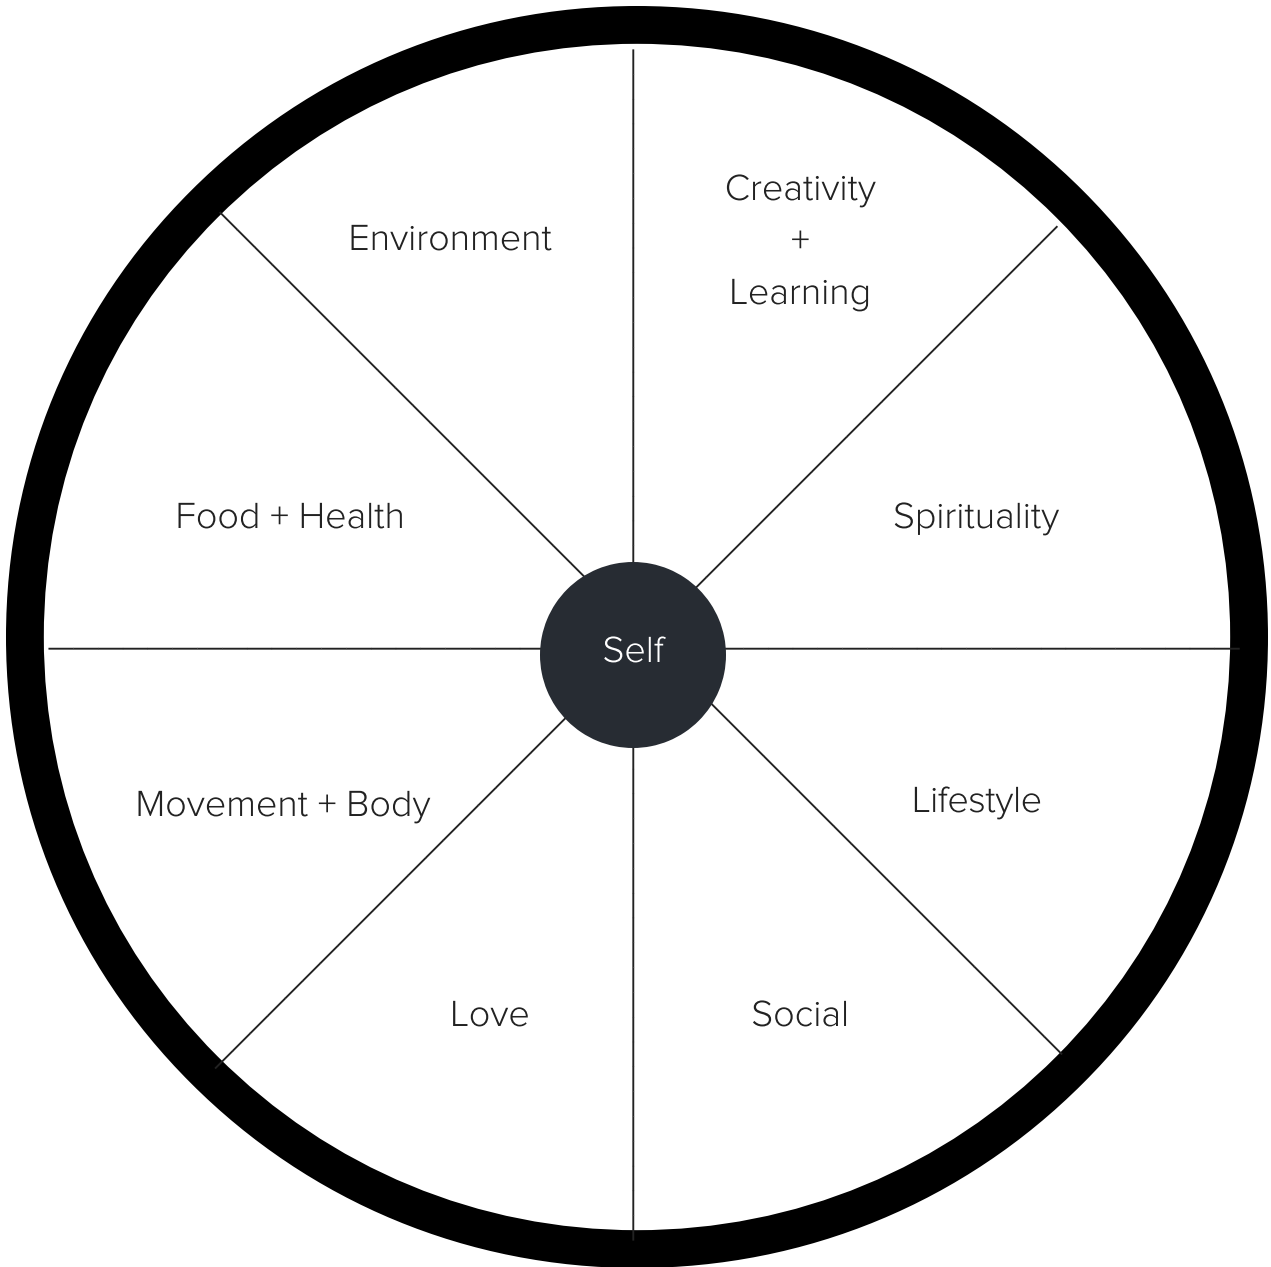 Creativity
+
Learning
Environment
Food + Health
Spirituality
Self
Movement + Body
Lifestyle
Love
Social